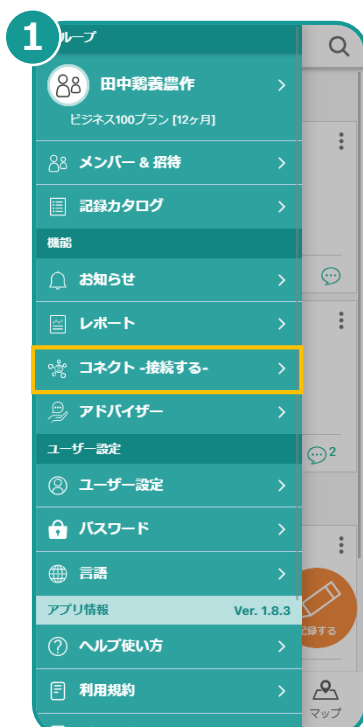 1
ループ
田中鶏養農作
ビジネス100プラン [12ヶ月]
メンバー & 招待
記録カタログ
機能
お知らせ
レポート
コネクト -接続する-
アドバイザー
2
ユーザー設定
ユーザー設定
パスワード
言語
アプリ情報 Ver. 1.8.3
記録する
ヘルプ使い方
利用規約
マップ